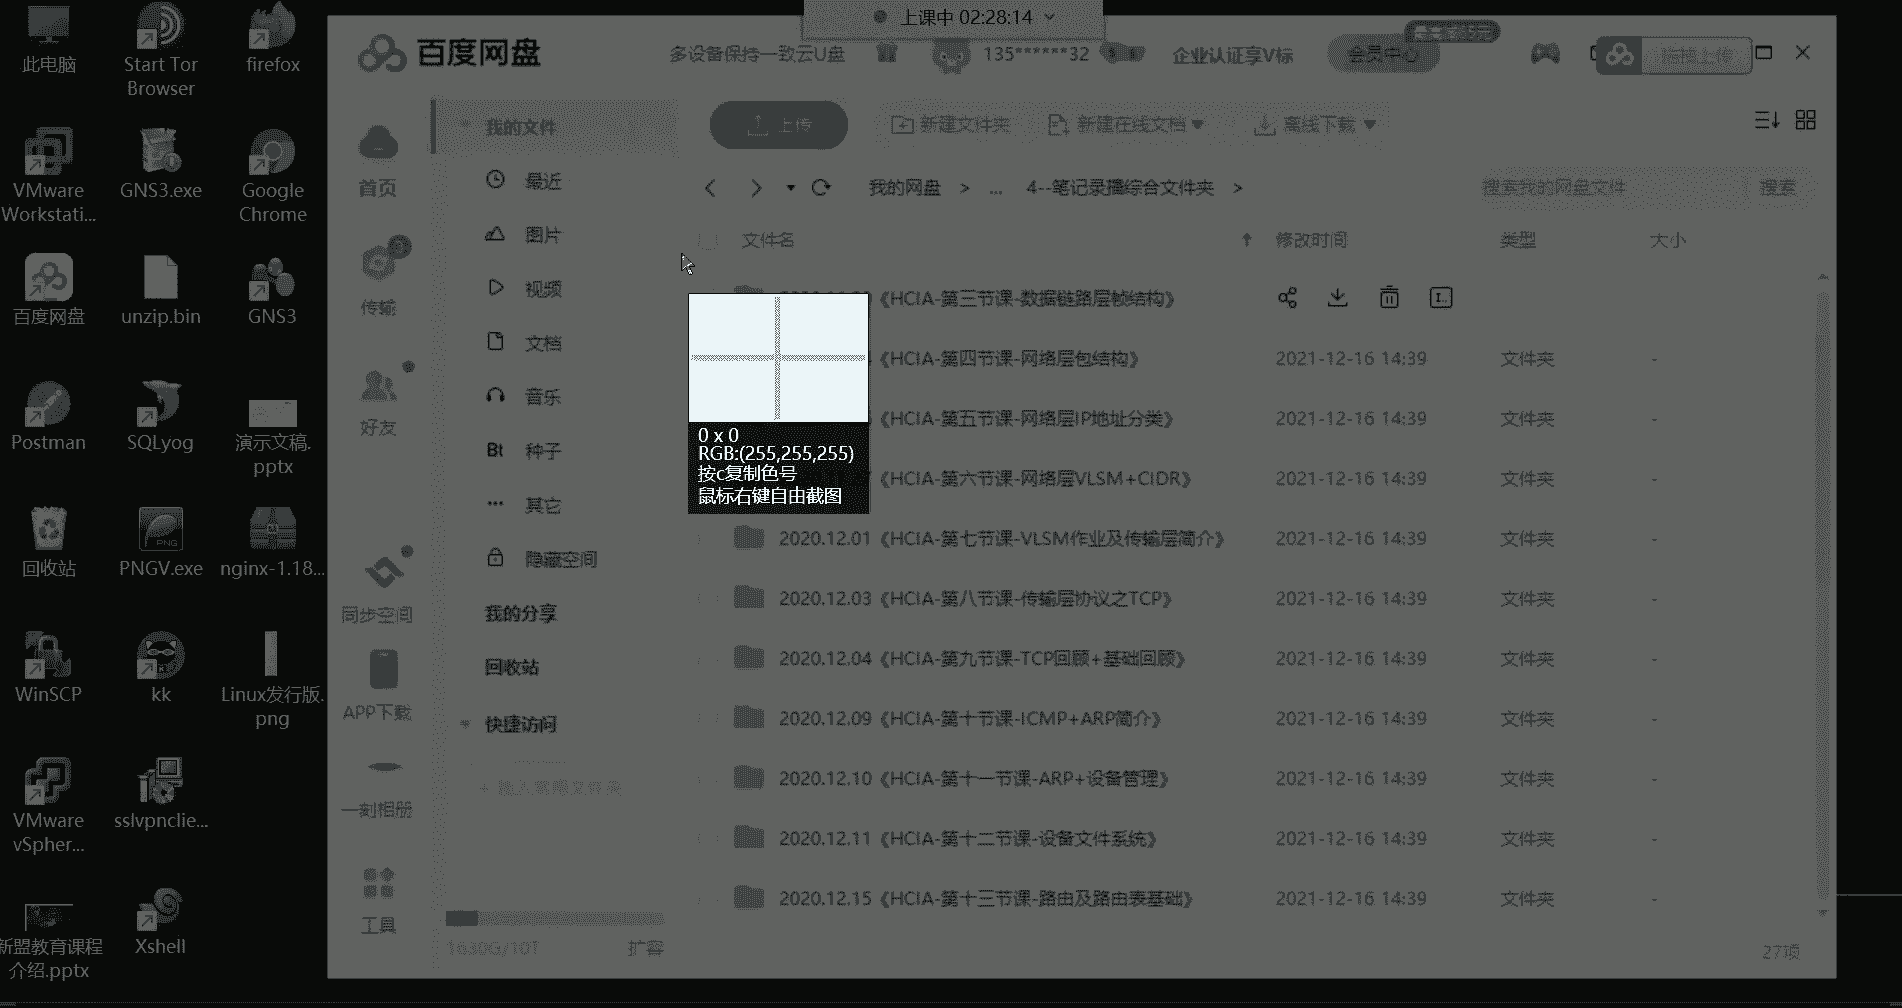 上课中 02:28:14
此电脑
Start Tor Browser
firefox
VMware Workstati...
GNS3.exe
Google Chrome
百度网盘
unzip.bin
GNS3
Postman
SQLyog
演示文稿.pptx
回收站
PNGV.exe
nginx-1.18...
WinSCP
kk
Linux发行版.png
VMware vSpher...
sslvpnclie...
新盟教育课程介绍.pptx
Xshell
百度网盘
多设备保持一致云U盘
135******32
企业认证享V标
会员中心
拖拽上传
首页
传输
好友
同步空间
APP下载
一刻相册
工具
我的文件
最近
图片
视频
文档
音乐
Bt 种子
其它
隐藏空间
我的分享
回收站
快捷访问
+ 拖入常用文件夹
1630G/10T
扩容
上传
新建文件夹
新建在线文档
离线下载
我的网盘 > ... 4--笔记录播综合文件夹 >
搜索我的网盘文件
搜索
文件名 修改时间 类型 大小
《HCIA-第三节课-数据链路层帧结构》
《HCIA-第四节课-网络层包结构》 2021-12-16 14:39 文件夹 -
《HCIA-第五节课-网络层IP地址分类》 2021-12-16 14:39 文件夹 -
《HCIA-第六节课-网络层VLSM+CIDR》 2021-12-16 14:39 文件夹 -
2020.12.01《HCIA-第七节课-VLSM作业及传输层简介》 2021-12-16 14:39 文件夹 -
2020.12.03《HCIA-第八节课-传输层协议之TCP》 2021-12-16 14:39 文件夹 -
2020.12.04《HCIA-第九节课-TCP回顾+基础回顾》 2021-12-16 14:39 文件夹 -
2020.12.09《HCIA-第十节课-ICMP+ARP简介》 2021-12-16 14:39 文件夹 -
2020.12.10《HCIA-第十一节课-ARP+设备管理》 2021-12-16 14:39 文件夹 -
2020.12.11《HCIA-第十二节课-设备文件系统》 2021-12-16 14:39 文件夹 -
2020.12.15《HCIA-第十三节课-路由及路由表基础》 2021-12-16 14:39 文件夹 -
27项
0 x 0
RGB:(255,255,255)
按c复制色号
鼠标右键自由截图